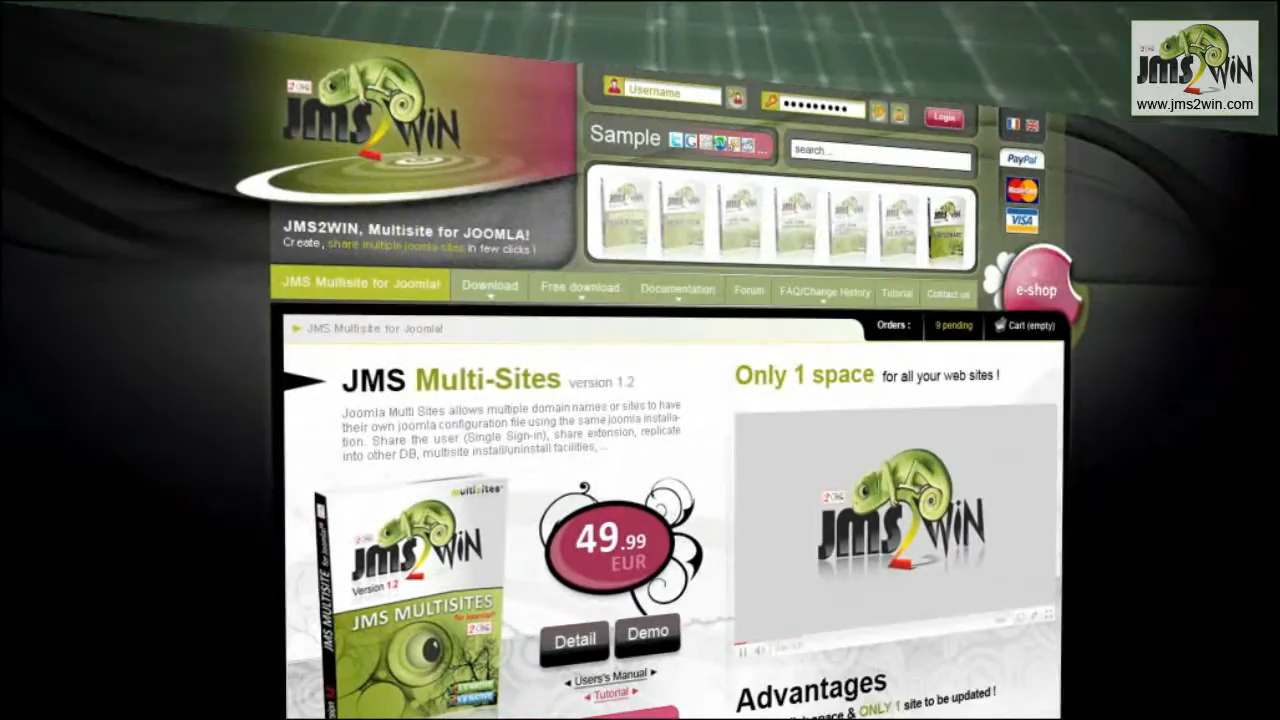 JMS2WIN
www.jms2win.com
JMS2WIN
Username
Login
Sample
search...
PayPal
MasterCard
VISA
JMS2WIN, Multisite for JOOMLA!
Create, share multiple joomla sites in few clicks !
JMS Multisite for Joomla! Download Free download Documentation Forum FAQ/Change History Tutorial Contact us
e-shop
JMS Multisite for Joomla!
Orders : 9 pending Cart (empty)
JMS Multi-Sites version 1.2
Joomla Multi Sites allows multiple domain names or sites to have
their own joomla configuration file using the same joomla installa-
tion. Share the user (Single Sign-in), share extension, replicate
into other DB, multisite install/uninstall facilities, ...
Only 1 space for all your web sites !
multisites
JMS2WIN
Version 1.2
JMS MULTISITES
for Joomla!
JMS MULTISITE for Joomla!
49.99
EUR
Detail Demo
Users's Manual
Tutorial
JMS2WIN
Advantages
space & ONLY 1 site to be updated !